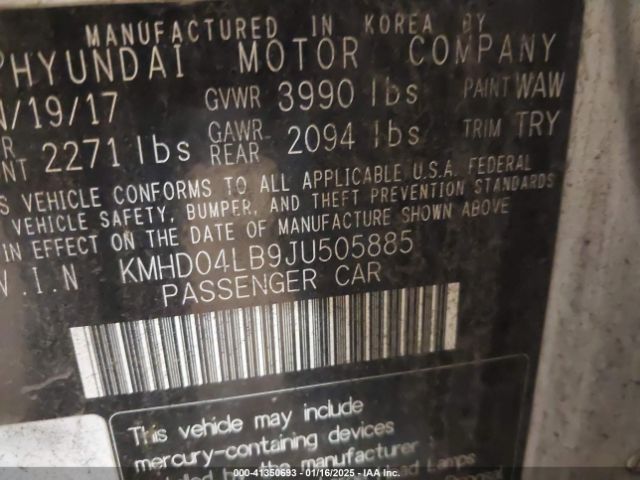 MANUFACTURED IN KOREA BY
HYUNDAI MOTOR COMPANY
/19/17 GVWR 3990 lbs PAINT WAW
2271 lbs GAWR REAR 2094 lbs TRIM TRY
VEHICLE CONFORMS TO ALL APPLICABLE U.S.A. FEDERAL
VEHICLE SAFETY, BUMPER, AND THEFT PREVENTION STANDARDS
IN EFFECT ON THE DATE OF MANUFACTURE SHOWN ABOVE
V.I.N KMHD04LB9JU505885
PASSENGER CAR
This vehicle may include
mercury-containing devices
by the manufacturer
and Lamps
000-41350693 - 01/16/2025 - IAA Inc.